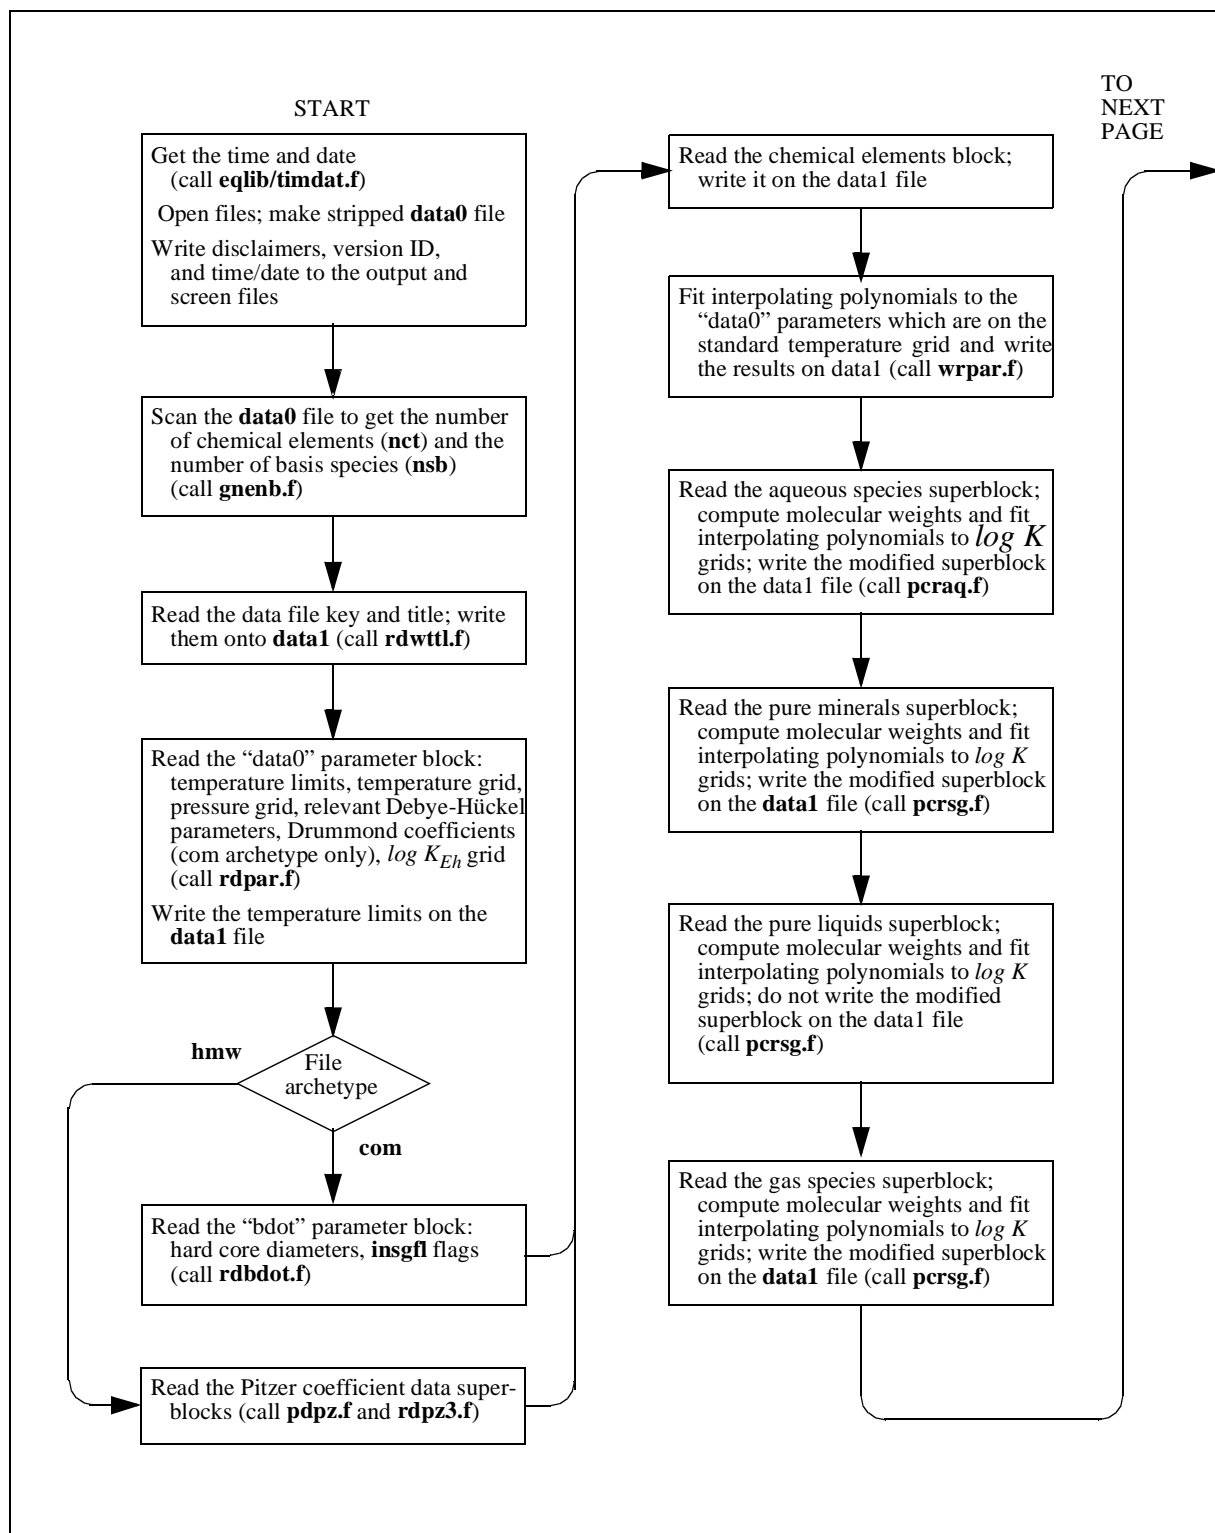 START
Get the time and date
(call eqlib/timdat.f)
Open files; make stripped data0 file
Write disclaimers, version ID,
and time/date to the output and
screen files
Scan the data0 file to get the number
of chemical elements (nct) and the
number of basis species (nsb)
(call gnenb.f)
Read the data file key and title; write
them onto data1 (call rdwttl.f)
Read the “data0” parameter block:
temperature limits, temperature grid,
pressure grid, relevant Debye-Hückel
parameters, Drummond coefficients
(com archetype only), log K_Eh grid
(call rdpar.f)
Write the temperature limits on the
data1 file
hmw
File
archetype
com
Read the “bdot” parameter block:
hard core diameters, insgfl flags
(call rdbdot.f)
Read the Pitzer coefficient data super-
blocks (call pdpz.f and rdpz3.f)
Read the chemical elements block;
write it on the data1 file
Fit interpolating polynomials to the
“data0” parameters which are on the
standard temperature grid and write
the results on data1 (call wrpar.f)
Read the aqueous species superblock;
compute molecular weights and fit
interpolating polynomials to log K
grids; write the modified superblock
on the data1 file (call pcraq.f)
Read the pure minerals superblock;
compute molecular weights and fit
interpolating polynomials to log K
grids; write the modified superblock
on the data1 file (call pcrsg.f)
Read the pure liquids superblock;
compute molecular weights and fit
interpolating polynomials to log K
grids; do not write the modified
superblock on the data1 file
(call pcrsg.f)
Read the gas species superblock;
compute molecular weights and fit
interpolating polynomials to log K
grids; write the modified superblock
on the data1 file (call pcrsg.f)
TO
NEXT
PAGE